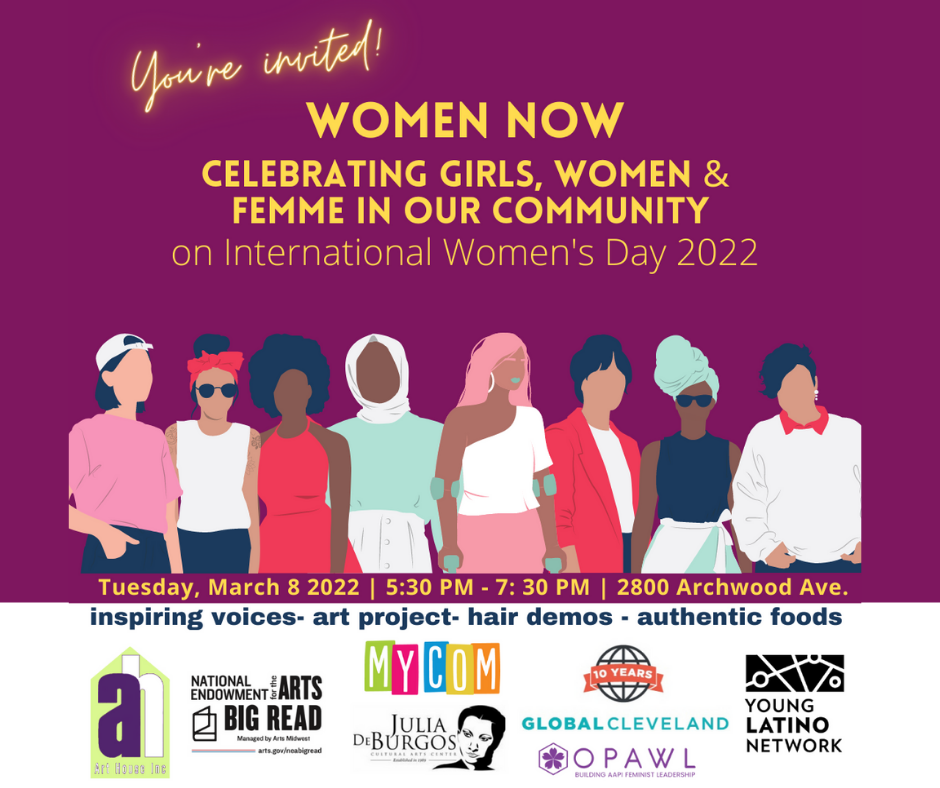 You're invited!
WOMEN NOW
CELEBRATING GIRLS, WOMEN &
FEMME IN OUR COMMUNITY
on International Women's Day 2022
Tuesday, March 8 2022 | 5:30 PM - 7: 30 PM | 2800 Archwood Ave.
inspiring voices- art project- hair demos - authentic foods
ah
Art House Inc
NATIONAL
ENDOWMENT for the ARTS
BIG READ
Managed by Arts Midwest
arts.gov/neabigread
MYCOM
JULIA
DEBURGOS
CULTURAL ARTS CENTER
Established in 1989
10 YEARS
GLOBALCLEVELAND
OPAWL
BUILDING AAPI FEMINIST LEADERSHIP
YOUNG
LATINO
NETWORK